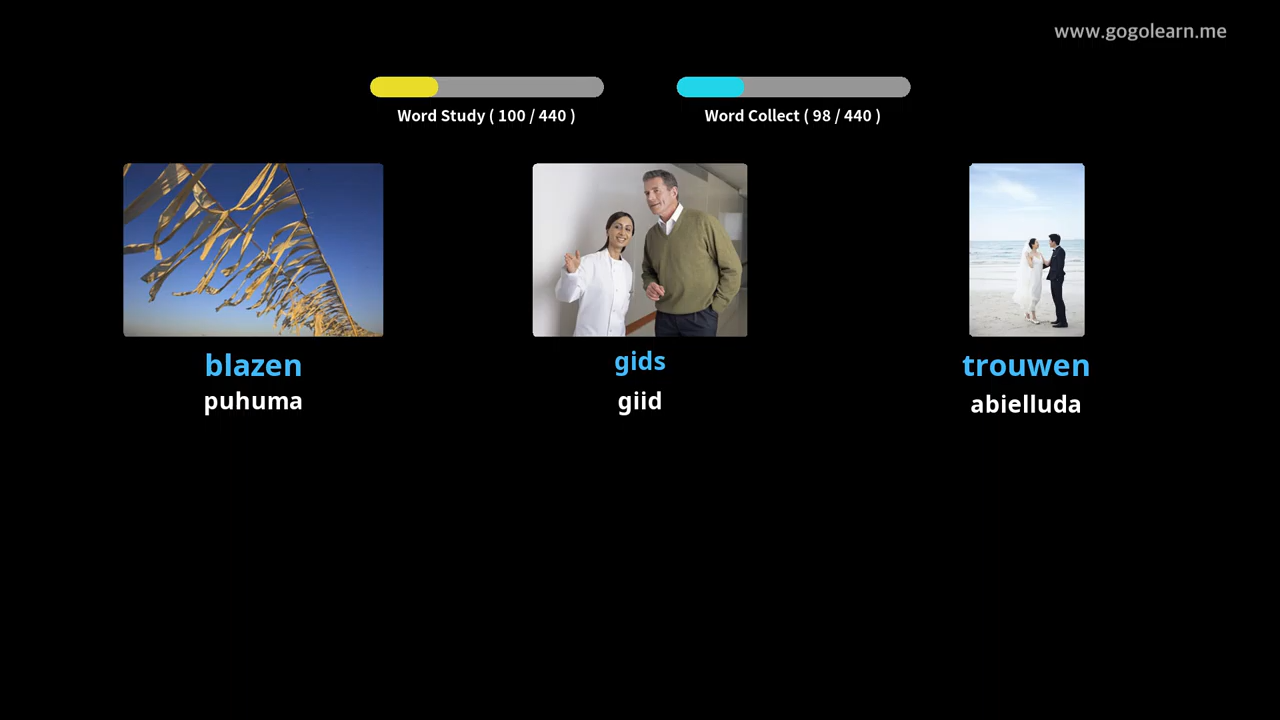 www.gogolearn.me
Word Study ( 100 / 440 )
Word Collect ( 98 / 440 )
blazen
puhuma
gids
giid
trouwen
abielluda